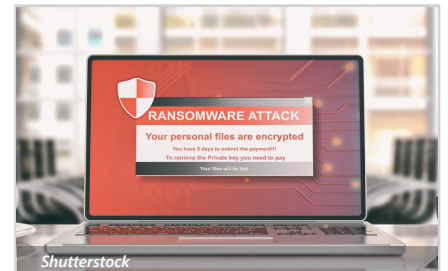 RANSOMWARE ATTACK
Your personal files are encrypted
You have 5 days to submit the payment!!!
To retrieve the Private key you need to pay
Your files will be lost
Shutterstock